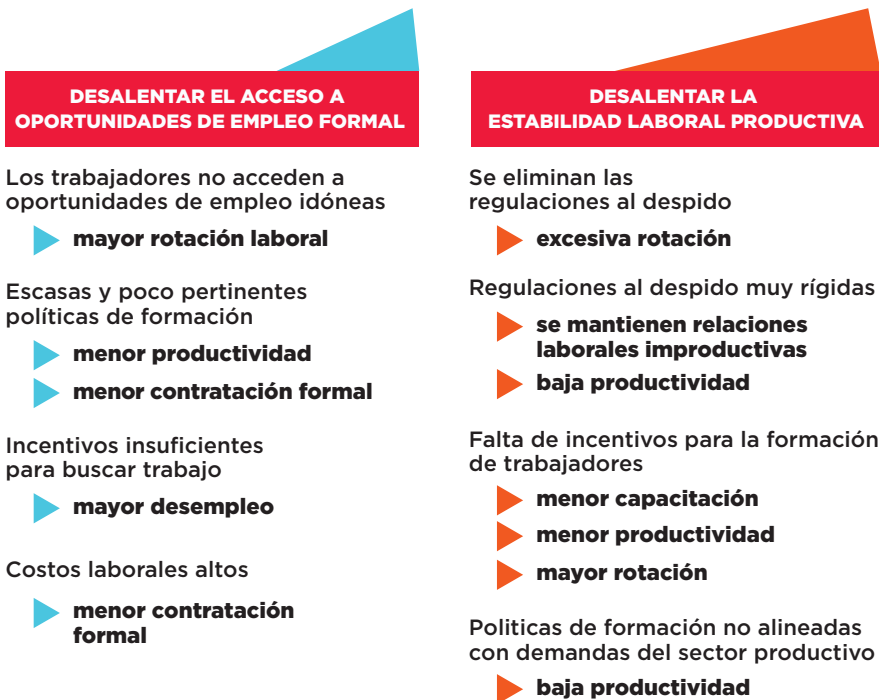 DESALENTAR EL ACCESO A
OPORTUNIDADES DE EMPLEO FORMAL
Los trabajadores no acceden a
oportunidades de empleo idóneas
mayor rotación laboral
Escasas y poco pertinentes
políticas de formación
menor productividad
menor contratación formal
Incentivos insuficientes
para buscar trabajo
mayor desempleo
Costos laborales altos
menor contratación
formal
DESALENTAR LA
ESTABILIDAD LABORAL PRODUCTIVA
Se eliminan las
regulaciones al despido
excesiva rotación
Regulaciones al despido muy rígidas
se mantienen relaciones
laborales improductivas
baja productividad
Falta de incentivos para la formación
de trabajadores
menor capacitación
menor productividad
mayor rotación
Politicas de formación no alineadas
con demandas del sector productivo
baja productividad